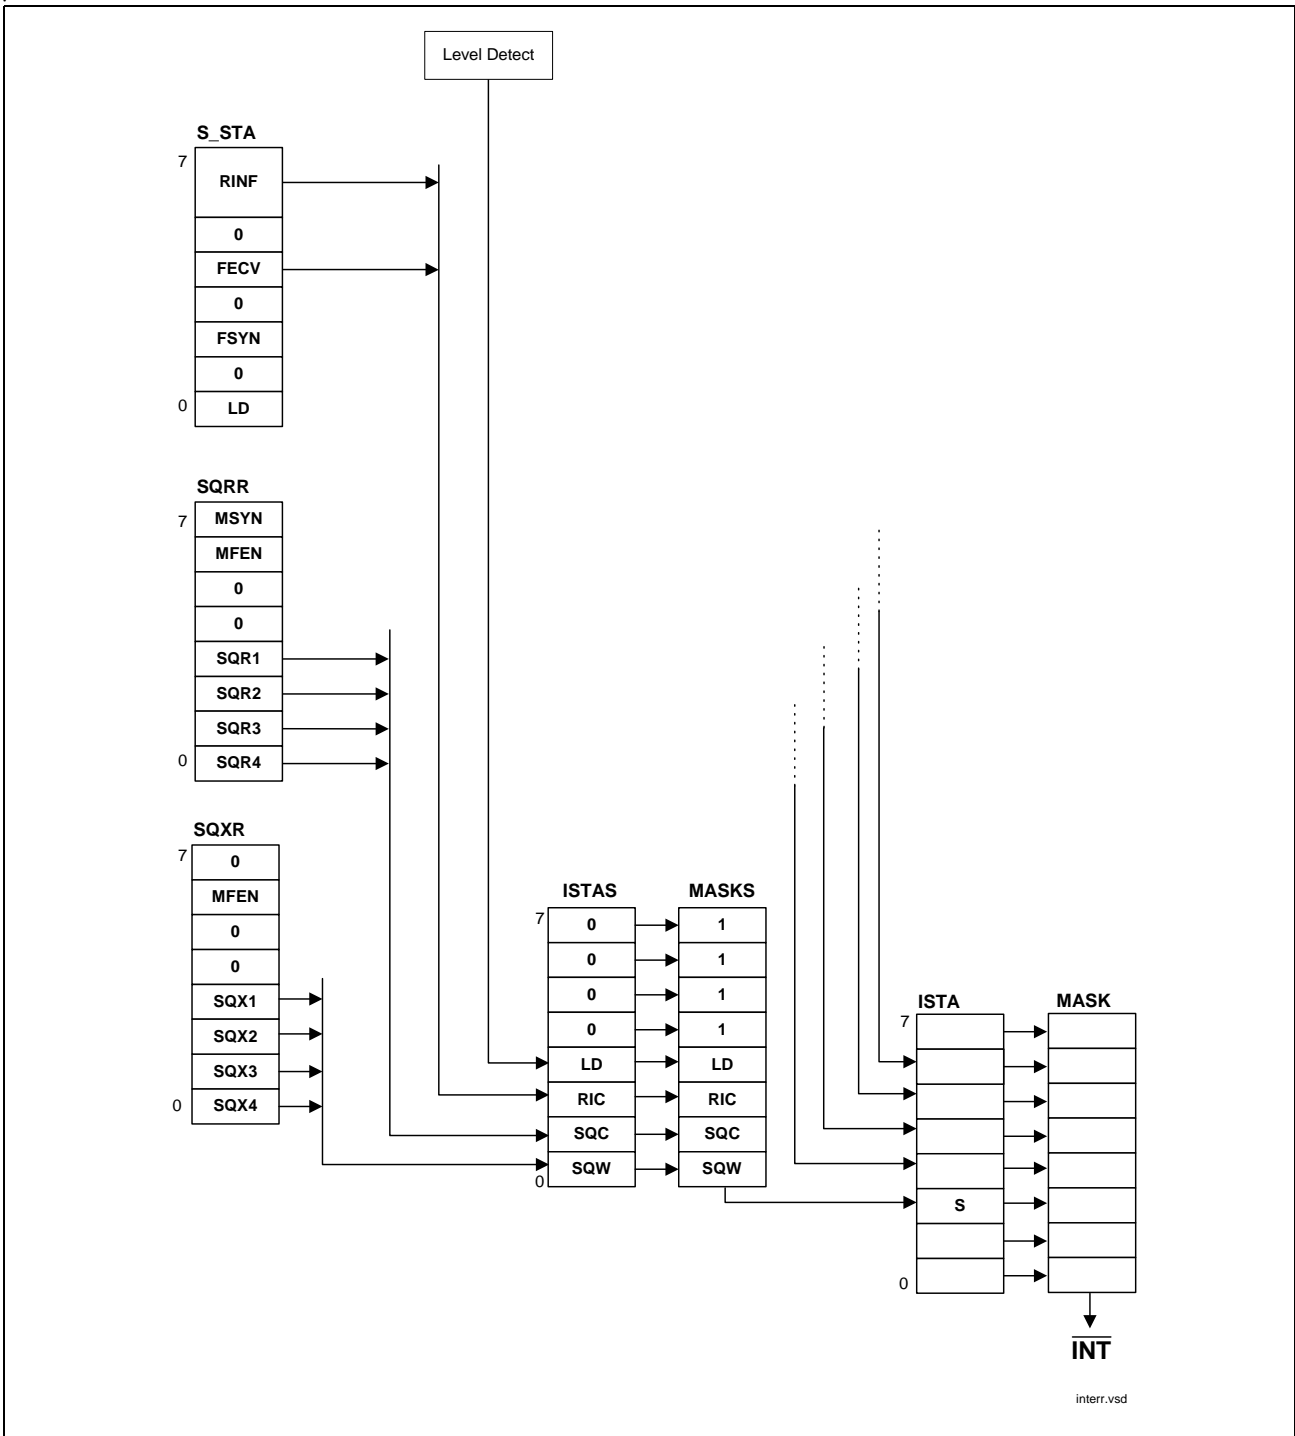 Level Detect
S_STA
7
RINF
0
FECV
0
FSYN
0
0 LD
SQRR
7 MSYN
MFEN
0
0
SQR1
SQR2
SQR3
0 SQR4
SQXR
7 0
MFEN
0
0
SQX1
SQX2
SQX3
0 SQX4
ISTAS MASKS
7 0 1
0 1
0 1
0 1
LD LD
RIC RIC
SQC SQC
SQW SQW
0
ISTA MASK
7
S
0
INT
interr.vsd